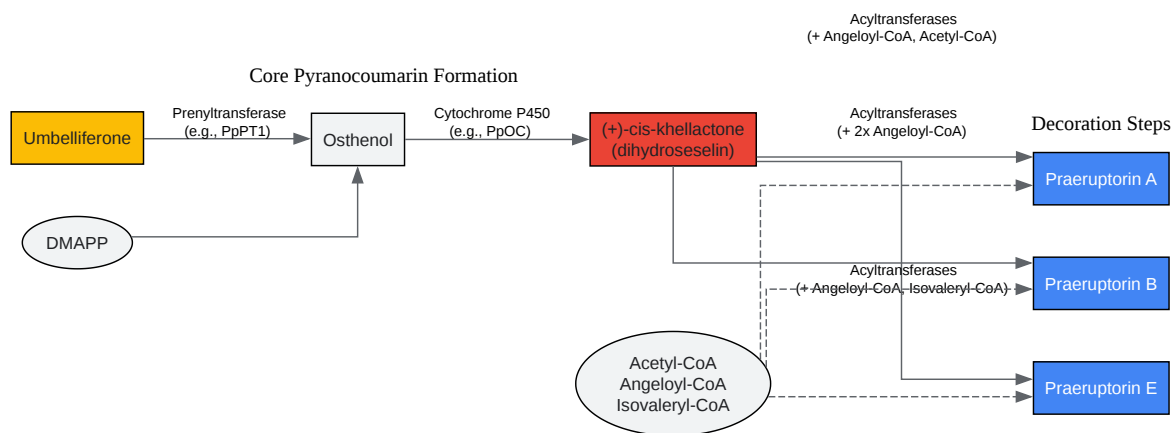 Acyltransferases
(+ Angeloyl-CoA, Acetyl-CoA)
Core Pyranocoumarin Formation
Prenyltransferase
(e.g., PpPT1)
Cytochrome P450
(e.g., PpOC)
Acyltransferases
(+ 2x Angeloyl-CoA)
Decoration Steps
Umbelliferone
Osthenol
(+)-cis-khellactone
(dihydroseselin)
Praeruptorin A
DMAPP
Acyltransferases
(+ Angeloyl-CoA, Isovaleryl-CoA)
Praeruptorin B
Acetyl-CoA
Angeloyl-CoA
Isovaleryl-CoA
Praeruptorin E